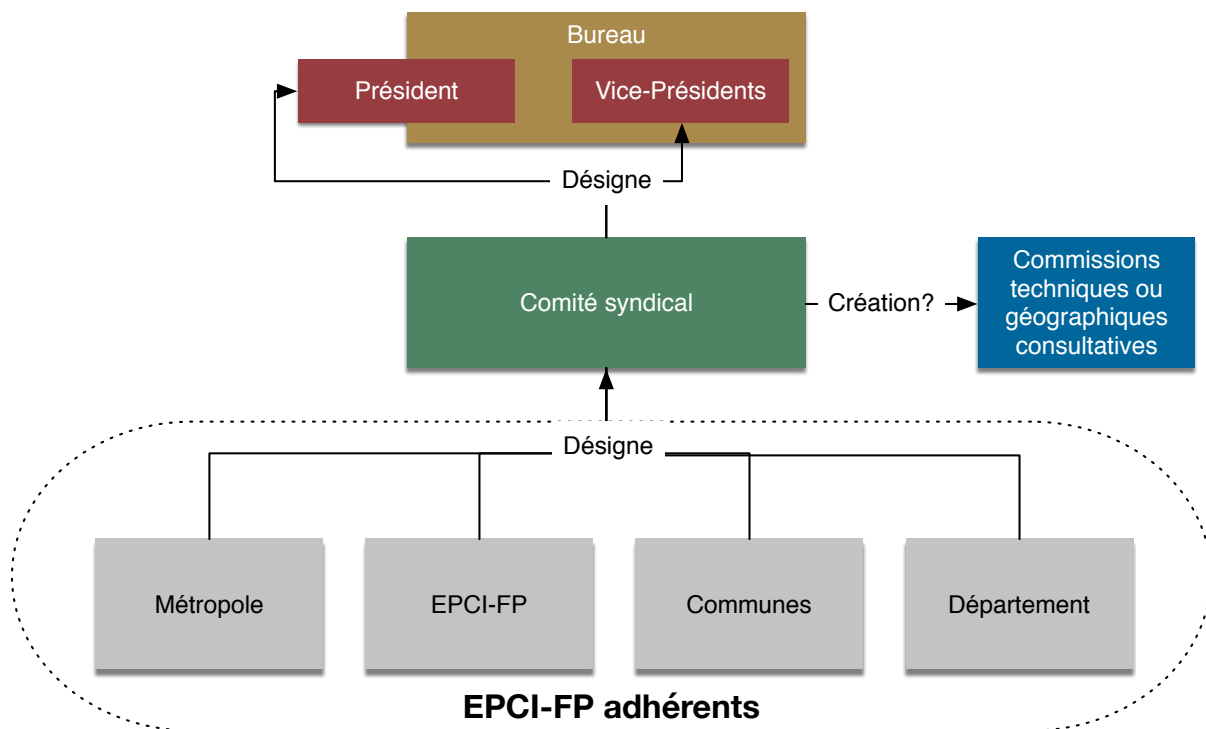 Bureau
Président
Vice-Présidents
Désigne
Comité syndical
Création?
Commissions
techniques ou
géographiques
consultatives
Désigne
Métropole
EPCI-FP
Communes
Département
EPCI-FP adhérents